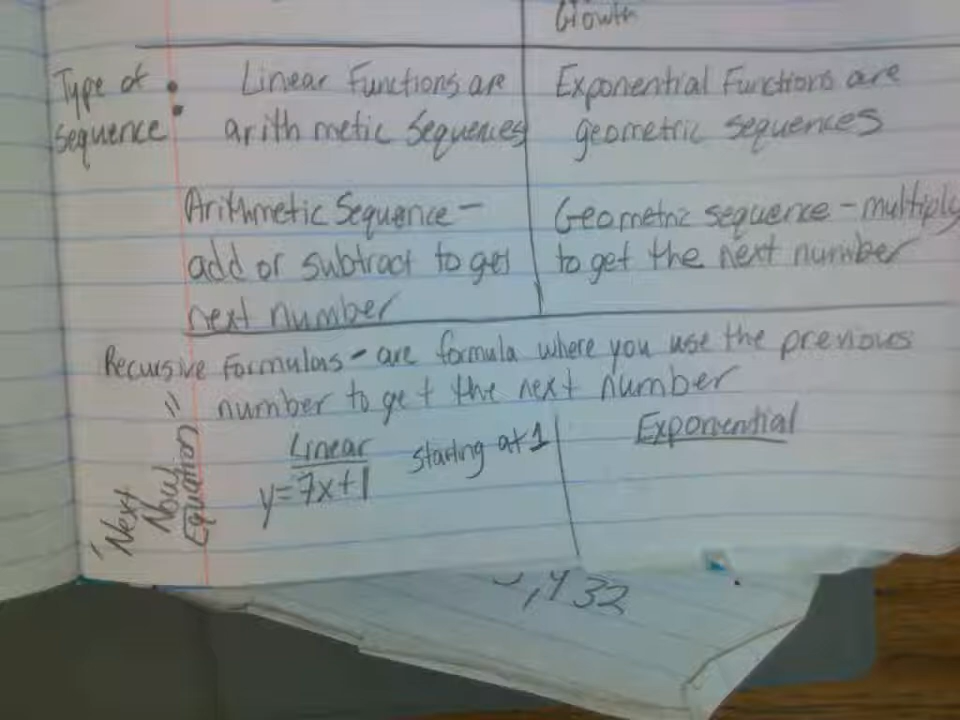 Growth
Type of : Linear Functions are
sequence arithmetic sequences
Exponential Functions are
geometric sequences
Arithmetic Sequence -
add or subtract to get
next number
Geometric sequence - multiply
to get the next number
Recursive Formulas - are formula where you use the previous
number to get the next number
"Next
Now"
Equation
Linear starting at 1
y=7x+1
Exponential
,432